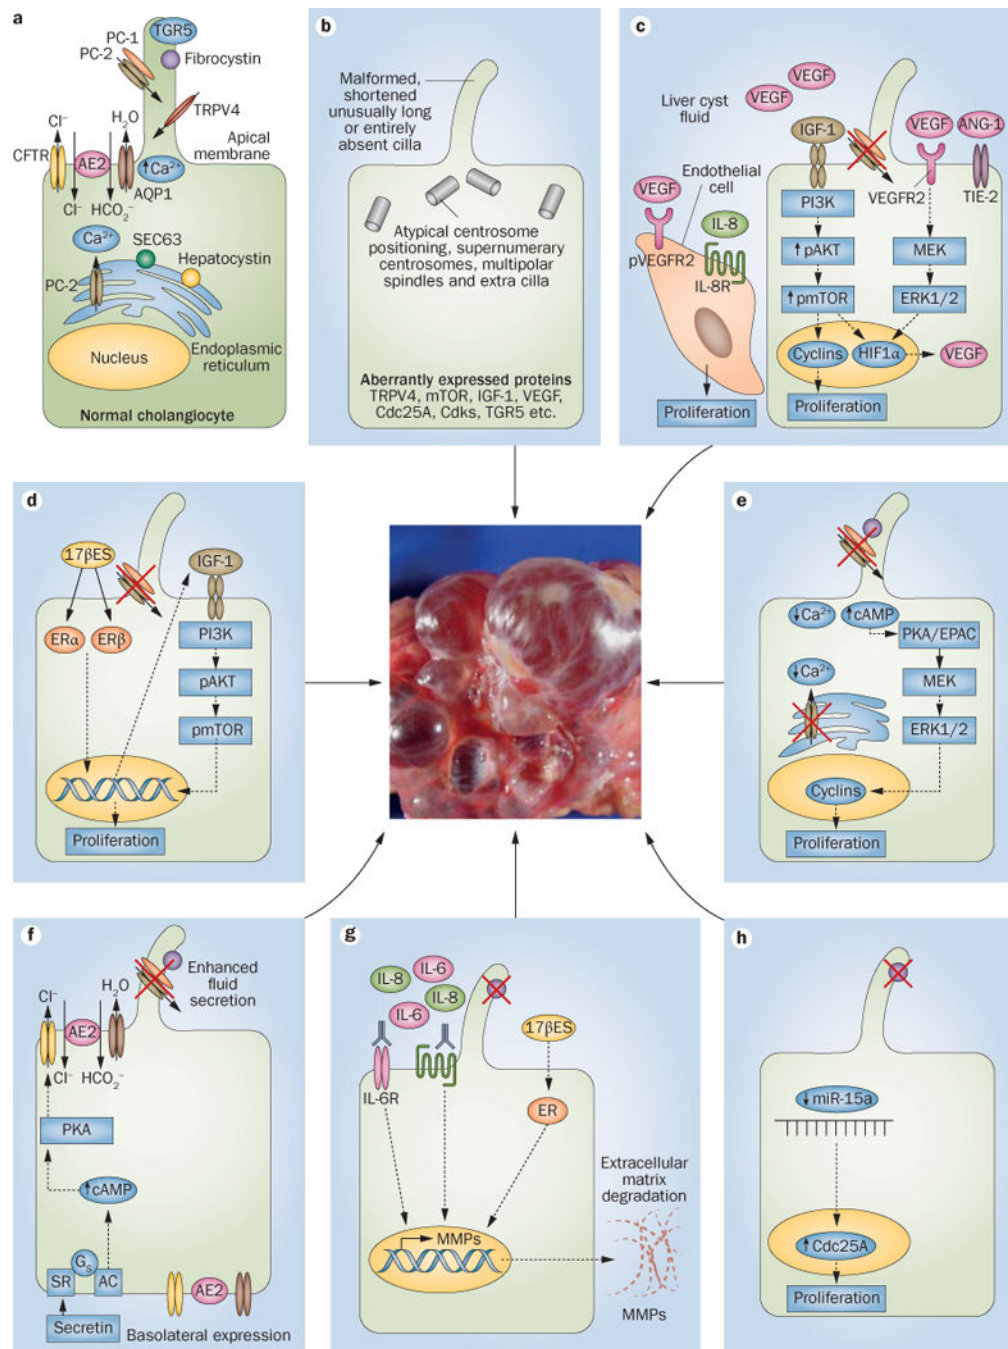 a
TGR5
PC-1
PC-2
Fibrocystin
TRPV4
Cl⁻
H₂O
Apical
membrane
CFTR
AE2
↑Ca²⁺
AQP1
Cl⁻
HCO₂⁻
Ca²⁺
SEC63
Hepatocystin
PC-2
Nucleus
Endoplasmic
reticulum
Normal cholangiocyte
b
Malformed,
shortened
unusually long
or entirely
absent cilla
Atypical centrosome
positioning, supernumerary
centrosomes, multipolar
spindles and extra cilla
Aberrantly expressed proteins
TRPV4, mTOR, IGF-1, VEGF,
Cdc25A, Cdks, TGR5 etc.
c
VEGF
VEGF
Liver cyst
fluid
IGF-1
VEGF
ANG-1
Endothelial
cell
VEGF
IL-8
pVEGFR2
IL-8R
VEGFR2
TIE-2
PI3K
↑pAKT
MEK
↑pmTOR
ERK1/2
Cyclins
HIF1α
VEGF
Proliferation
Proliferation
d
17βES
IGF-1
ERα
ERβ
PI3K
pAKT
pmTOR
Proliferation
e
↓Ca²⁺
↑cAMP
PKA/EPAC
↓Ca²⁺
MEK
ERK1/2
Cyclins
Proliferation
f
Enhanced
fluid
secretion
Cl⁻
H₂O
AE2
Cl⁻
HCO₂⁻
PKA
↑cAMP
Gₛ
SR
AC
AE2
Secretin
Basolateral expression
g
IL-8
IL-6
IL-8
IL-6
17βES
IL-6R
ER
Extracellular
matrix
degradation
MMPs
MMPs
h
↓miR-15a
↑Cdc25A
Proliferation